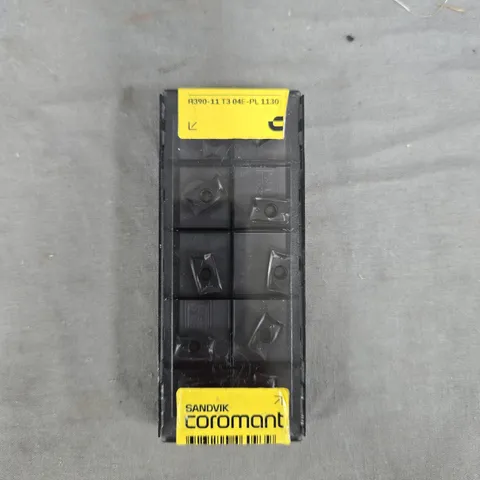 R390-11 T3 04E-PL 1130
SANDVIK
coromant